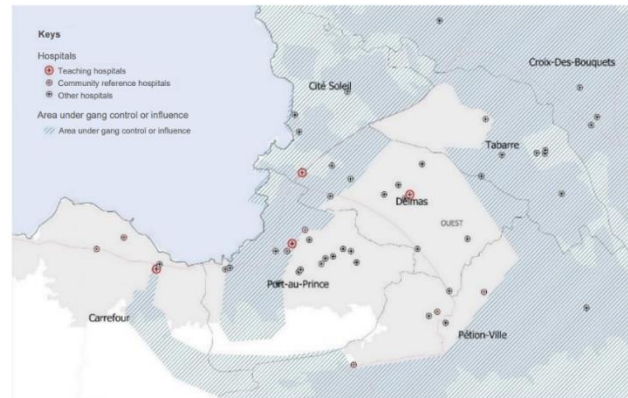 Keys
Hospitals
Teaching hospitals
Community reference hospitals
Other hospitals
Area under gang control or influence
Area under gang control or influence
Cité Soleil
Croix-Des-Bouquets
Tabarre
Delmas
OUEST
Port-au-Prince
Carrefour
Pétion-Ville